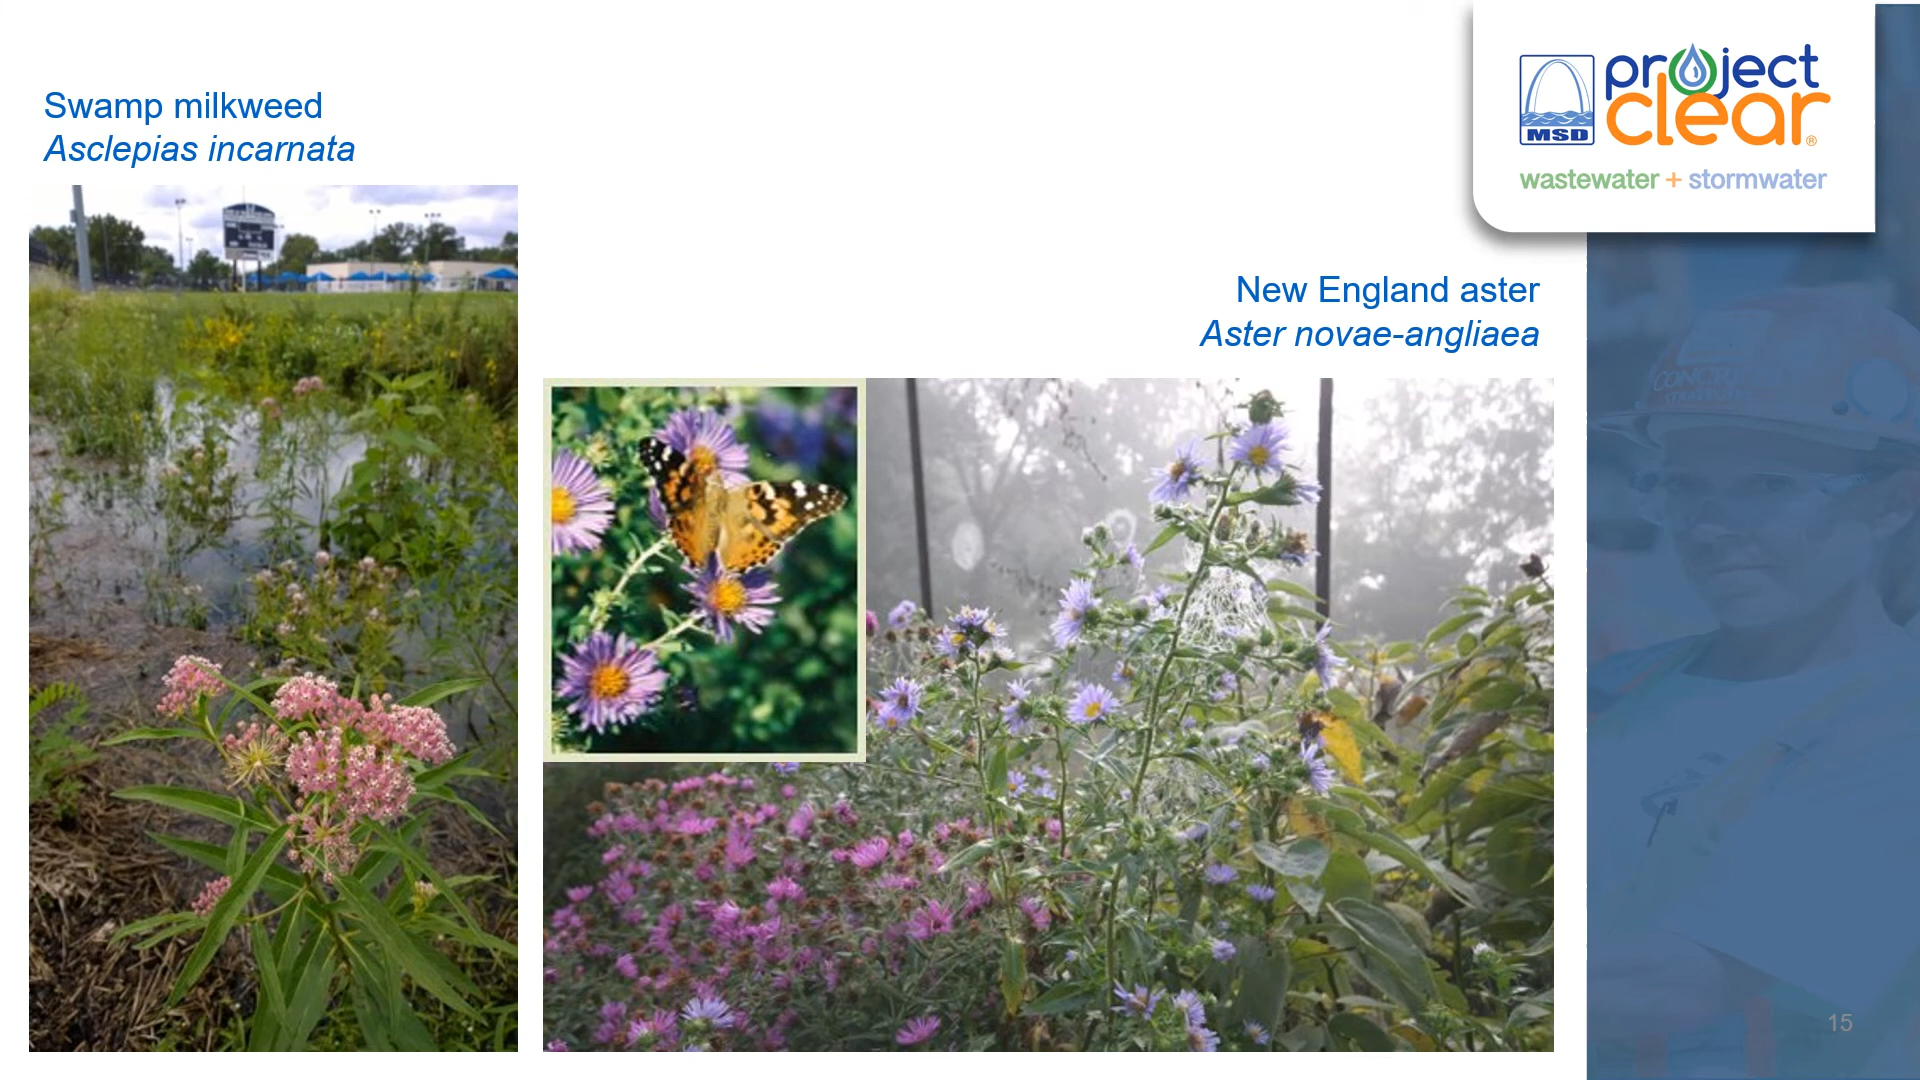 Swamp milkweed
Asclepias incarnata
MSD
project
clear®
wastewater + stormwater
New England aster
Aster novae-angliaea
15